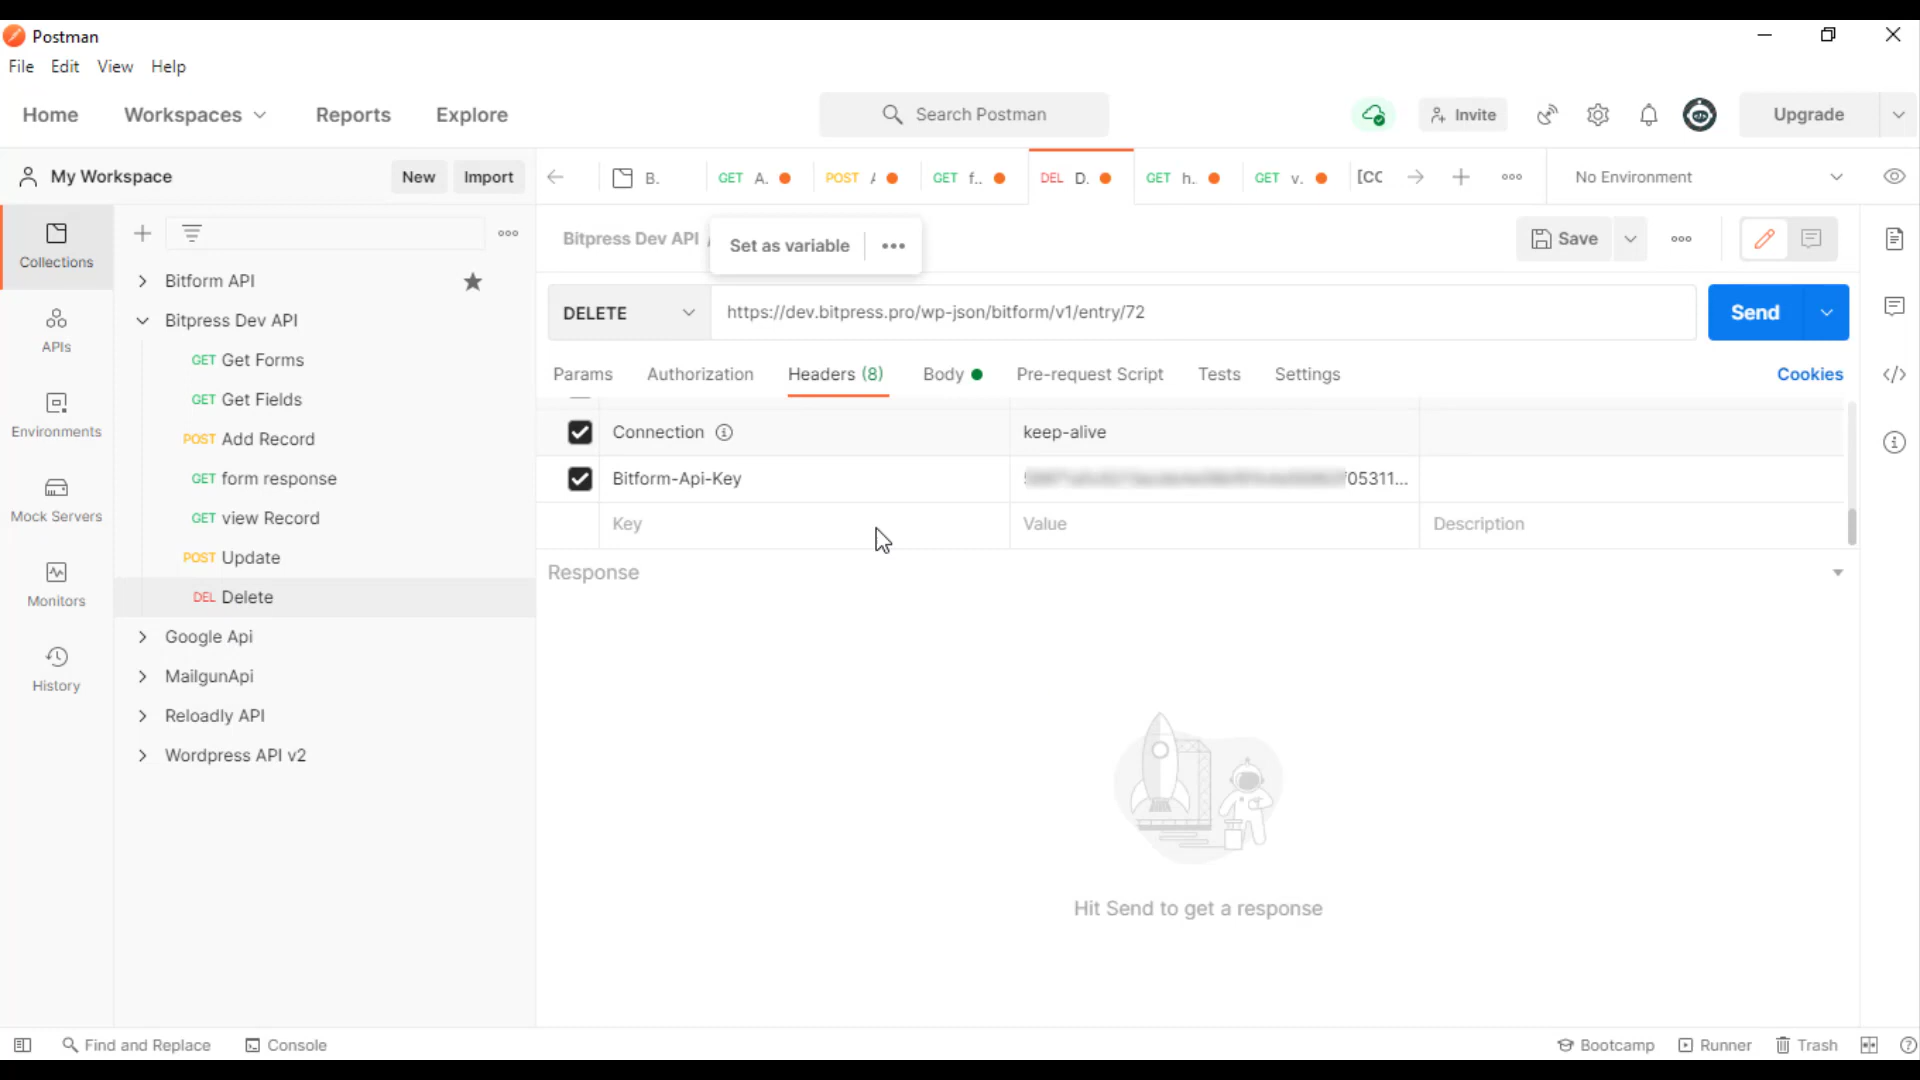 Postman
File Edit View Help
Home Workspaces Reports Explore Search Postman Invite Upgrade
My Workspace New Import B. GET A. POST GET f.. DEL D. GET h. GET v. [CC No Environment
Collections
APIs
Environments
Mock Servers
Monitors
History
Bitform API
Bitpress Dev API
GET Get Forms
GET Get Fields
POST Add Record
GET form response
GET view Record
POST Update
DEL Delete
Google Api
MailgunApi
Reloadly API
Wordpress API v2
Bitpress Dev API / Set as variable Save
DELETE https://dev.bitpress.pro/wp-json/bitform/v1/entry/72 Send
Params Authorization Headers (8) Body Pre-request Script Tests Settings Cookies
Connection keep-alive
Bitform-Api-Key f05311...
Key Value Description
Response
Hit Send to get a response
Find and Replace Console Bootcamp Runner Trash